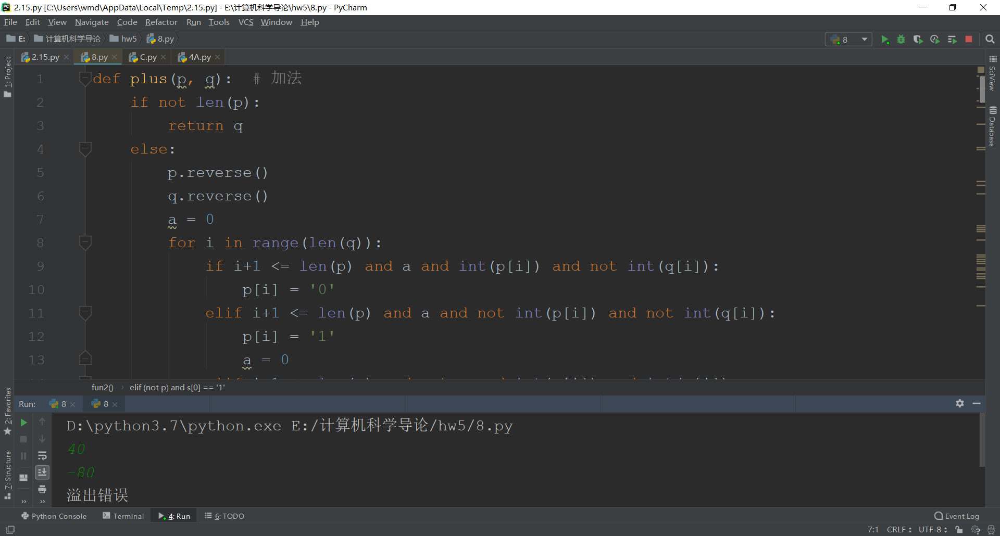 2.15.py [C:\Users\wmd\AppData\Local\Temp\2.15.py] - E:\计算机科学导论\hw5\8.py - PyCharm
File Edit View Navigate Code Refactor Run Tools VCS Window Help
E: 计算机科学导论 hw5 8.py
8
2.15.py 8.py C.py 4A.py
1: Project
SciView
Database
1 def plus(p, q): # 加法
2 if not len(p):
3 return q
4 else:
5 p.reverse()
6 q.reverse()
7 a = 0
8 for i in range(len(q)):
9 if i+1 <= len(p) and a and int(p[i]) and not int(q[i]):
10 p[i] = '0'
11 elif i+1 <= len(p) and a and not int(p[i]) and not int(q[i]):
12 p[i] = '1'
13 a = 0
fun2() › elif (not p) and s[0] == '1'
Run: 8 8
2: Favorites
7: Structure
D:\python3.7\python.exe E:/计算机科学导论/hw5/8.py
40
-80
溢出错误
Python Console Terminal 4: Run 6: TODO Event Log
7:1 CRLF UTF-8